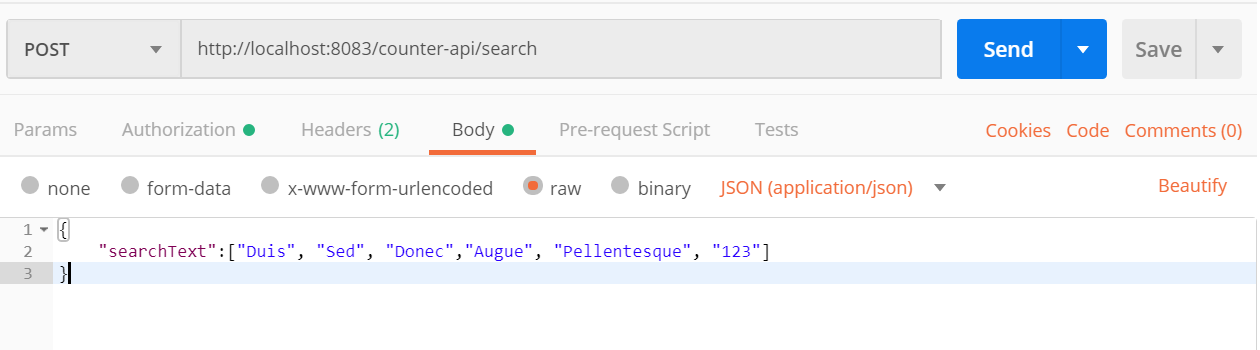 POST http://localhost:8083/counter-api/search Send Save
Params Authorization Headers (2) Body Pre-request Script Tests Cookies Code Comments (0)
none form-data x-www-form-urlencoded raw binary JSON (application/json) Beautify
1 {
2 "searchText":["Duis", "Sed", "Donec","Augue", "Pellentesque", "123"]
3 }